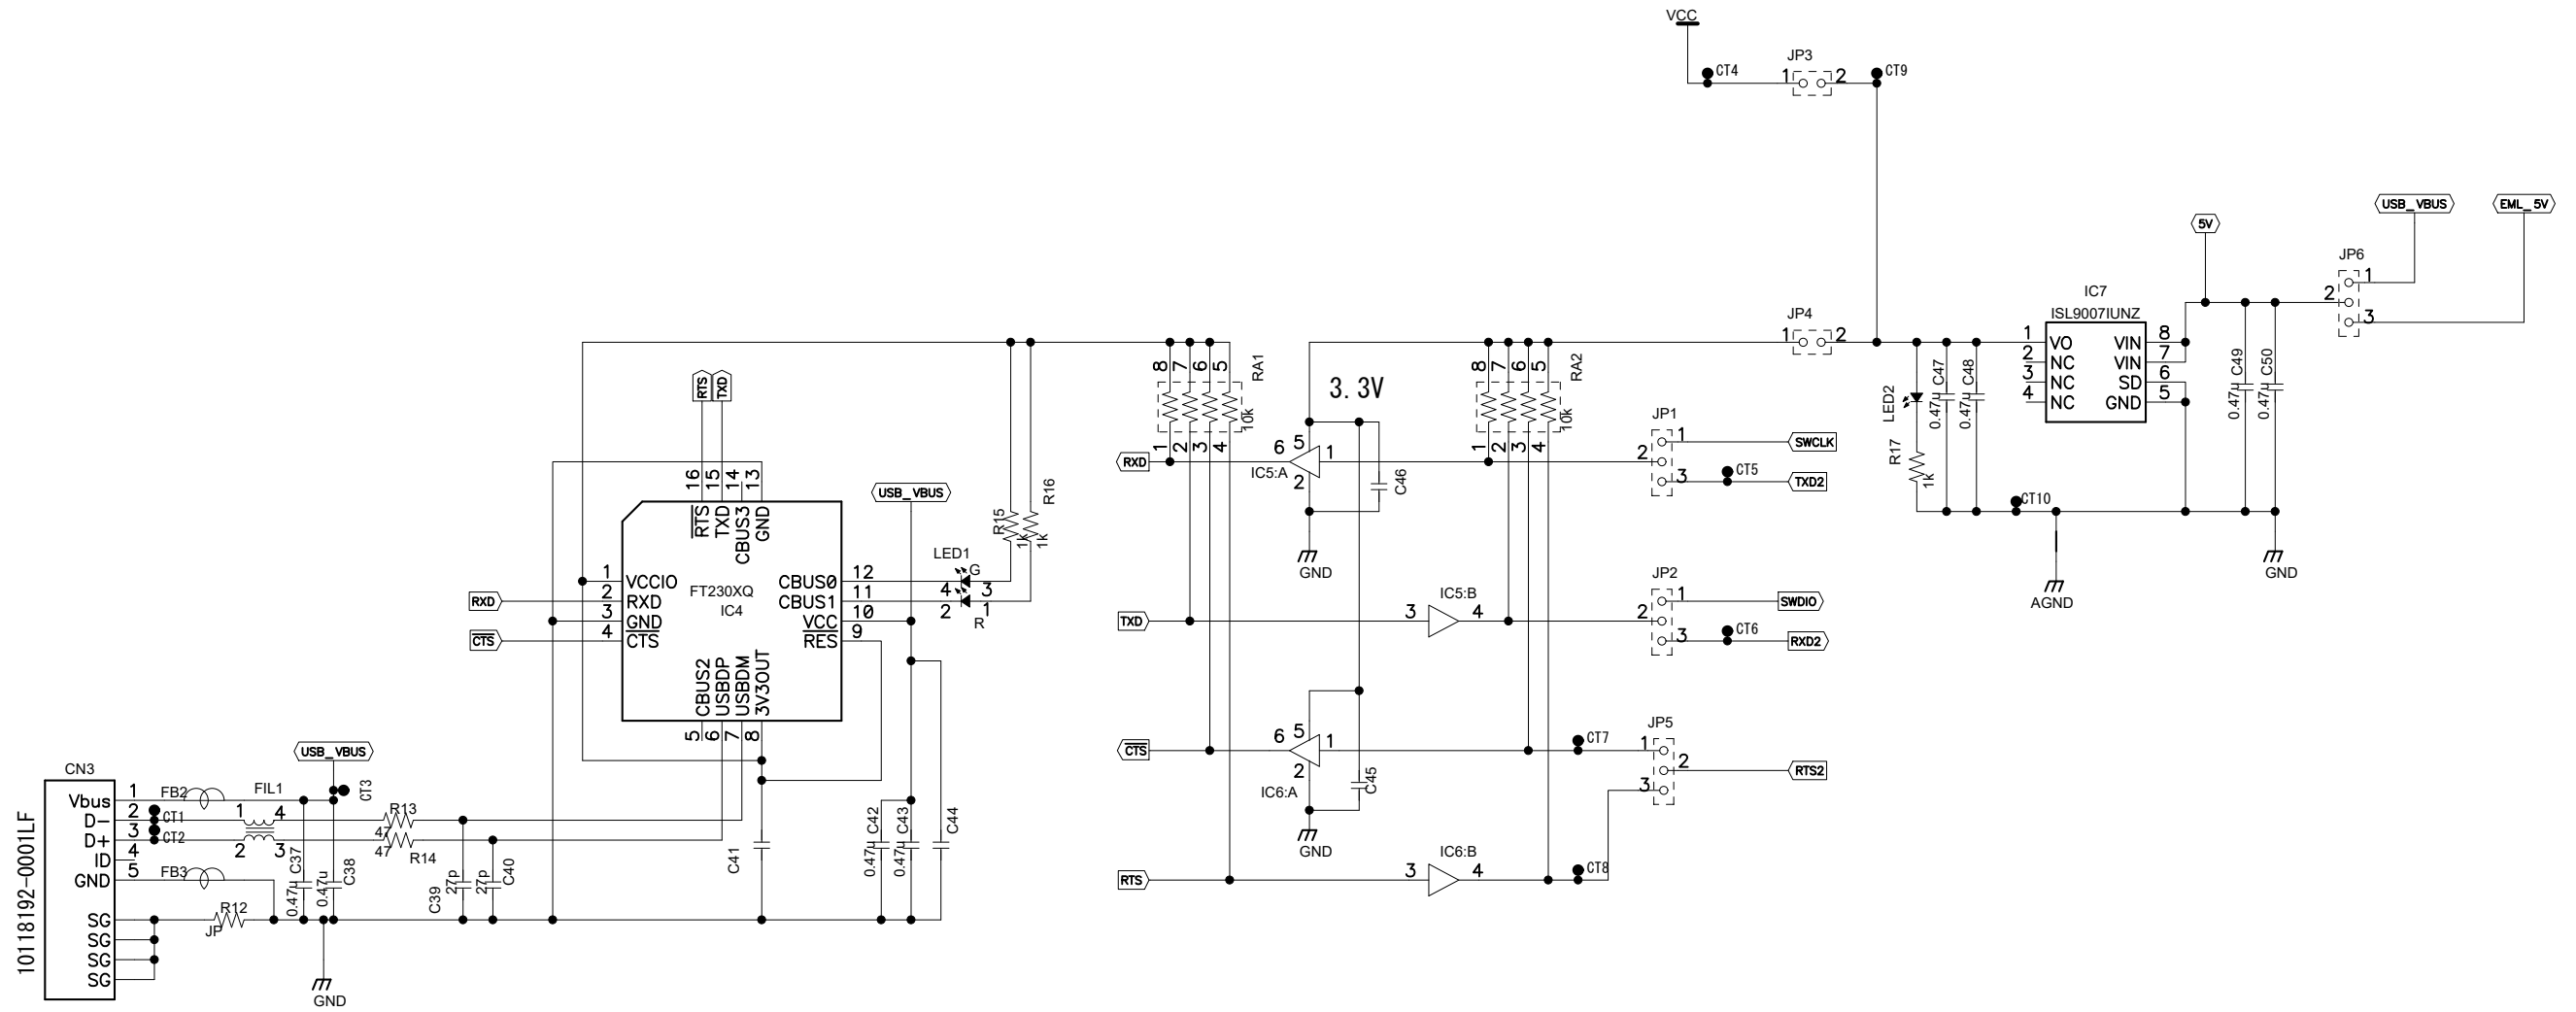 VCC
JP3
CT4
1
2
CT9
USB_VBUS
EML_5V
5V
JP6
1
2
3
IC7
ISL9007IUNZ
1
VO
2
NC
3
NC
4
NC
VIN
8
VIN
7
SD
6
GND
5
C49
0.47u
C50
0.47u
JP4
1
2
LED2
R17
1k
C47
0.47u
C48
0.47u
CT10
AGND
GND
RA1
8
7
6
5
10k
1
2
3
4
3.3V
RA2
8
7
6
5
10k
1
2
3
4
JP1
1
SWCLK
2
3
CT5
TXD2
RXD
6
5
1
IC5:A
2
C46
GND
JP2
1
SWDIO
2
3
CT6
RXD2
TXD
3
IC5:B
4
CTS
6
5
1
IC6:A
2
C45
GND
CT7
JP5
1
2
RTS2
3
RTS
3
IC6:B
4
CT8
RTS
TXD
16
15
14
13
RTS
TXD
CBUS3
GND
USB_VBUS
R15
1k
R16
1k
LED1
G
4
3
2
1
R
FT230XQ
IC4
1
VCCIO
RXD
2
RXD
3
GND
CTS
4
CTS
CBUS0
12
CBUS1
11
VCC
10
RES
9
CBUS2
USBDP
USBDM
3V3OUT
5
6
7
8
USB_VBUS
CT3
CN3
10118192-0001LF
Vbus
1
FB2
FIL1
D-
2
CT1
1
4
D+
3
CT2
2
3
ID
4
GND
5
FB3
SG
SG
SG
SG
R12
JP
R13
47
47
R14
0.47u
C37
0.47u
C38
C39
27p
27p
C40
C41
0.47u
C42
0.47u
C43
C44
GND